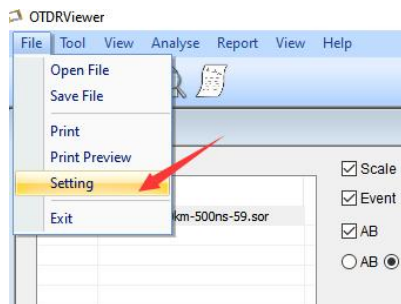 OTDRViewer
File Tool View Analyse Report View Help
Open File
Save File
Print
Print Preview
Setting
Exit
km-500ns-59.sor
Scale
Event
AB
AB